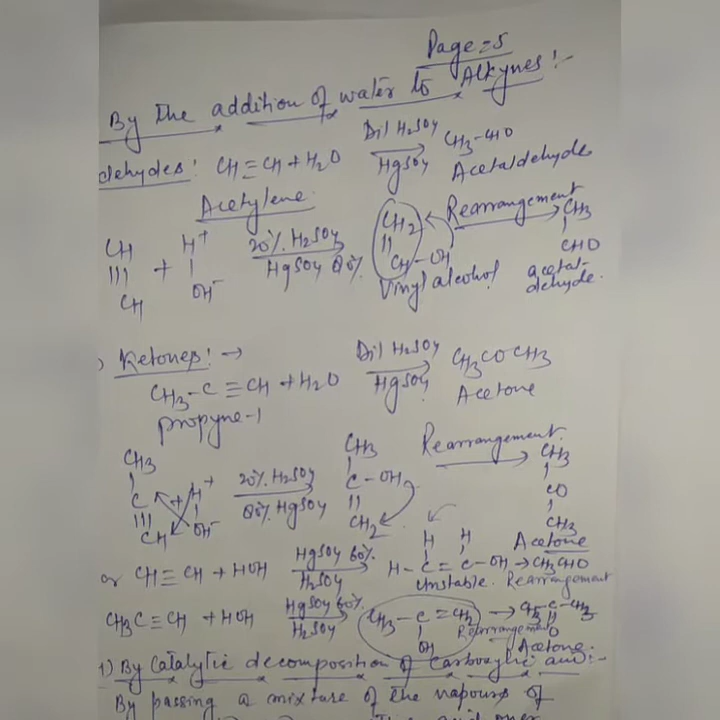 Page=5
By the addition of water to Alkynes:-
dehydes: CH≡CH+H2O Dil H2SO4 HgSO4 → CH3-CHO
Acetylene Acetaldehyde
CH ||| CH + H+ | OH- 20% H2SO4 → HgSO4 CH2 || CH-OH Rearrangement → CH3 | CHO
Vinyl alcohol acetal-dehyde.
Ketones: →
CH3-C≡CH+H2O Dil H2SO4 → HgSO4 CH3COCH3
propyne-1 Acetone
CH3 | C ||| CH + H+ | OH- 20% H2SO4 → HgSO4 CH3 | C-OH || CH2 Rearrangement → CH3 | CO | CH3
Acetone
or CH≡CH+HOH HgSO4 60% → H2SO4 H-C=C-OH → CH3CHO
H H
Unstable. Rearrangement
CH3C≡CH+HOH HgSO4 60% → H2SO4 CH3-C=CH2 | OH → CH3-C-CH3 || O
Rearrangement Acetone.
1) By Catalytic decomposition of Carboxylic acid:-
By passing a mixture of the vapours of